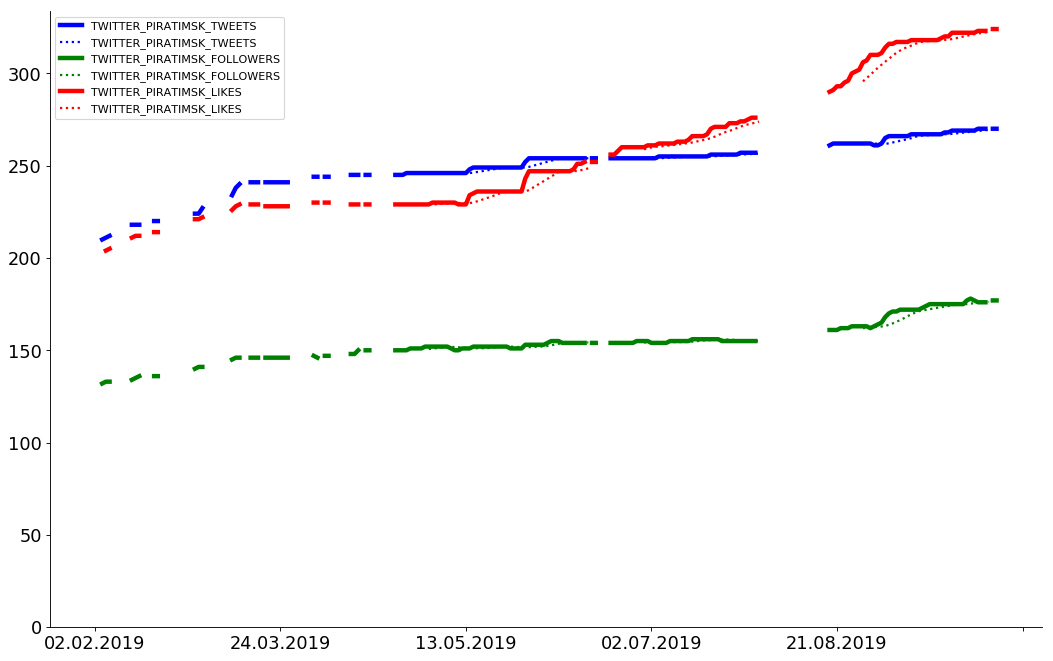 TWITTER_PIRATIMSK_TWEETS
TWITTER_PIRATIMSK_TWEETS
TWITTER_PIRATIMSK_FOLLOWERS
TWITTER_PIRATIMSK_FOLLOWERS
TWITTER_PIRATIMSK_LIKES
TWITTER_PIRATIMSK_LIKES
300
250
200
150
100
50
0
02.02.2019 24.03.2019 13.05.2019 02.07.2019 21.08.2019